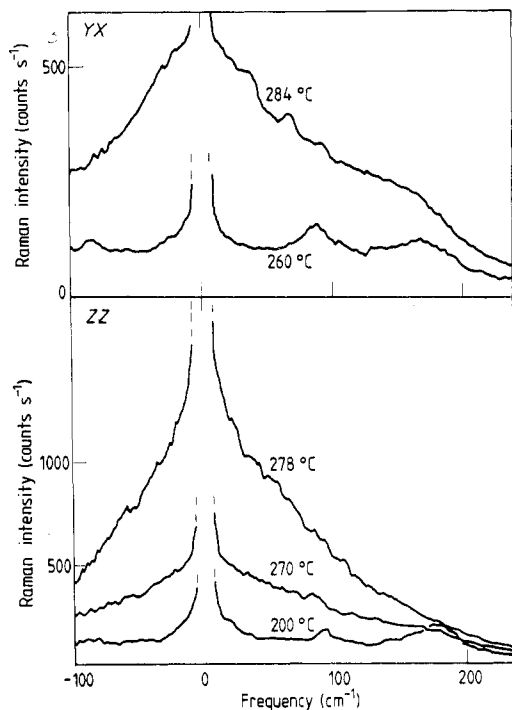 YX
500
284 °C
260 °C
0
Raman intensity (counts s⁻¹)
ZZ
1000
278 °C
500
270 °C
200 °C
Raman intensity (counts s⁻¹)
-100
0
100
200
Frequency (cm⁻¹)